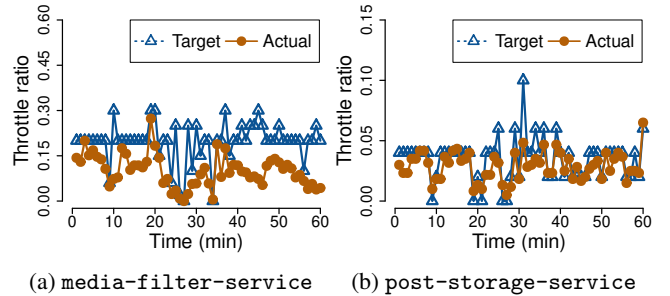 Throttle ratio
0.00 0.15 0.30 0.45 0.60
Target Actual
0 10 20 30 40 50 60
Time (min)
(a) media-filter-service
Throttle ratio
0.00 0.05 0.10 0.15
Target Actual
0 10 20 30 40 50 60
Time (min)
(b) post-storage-service